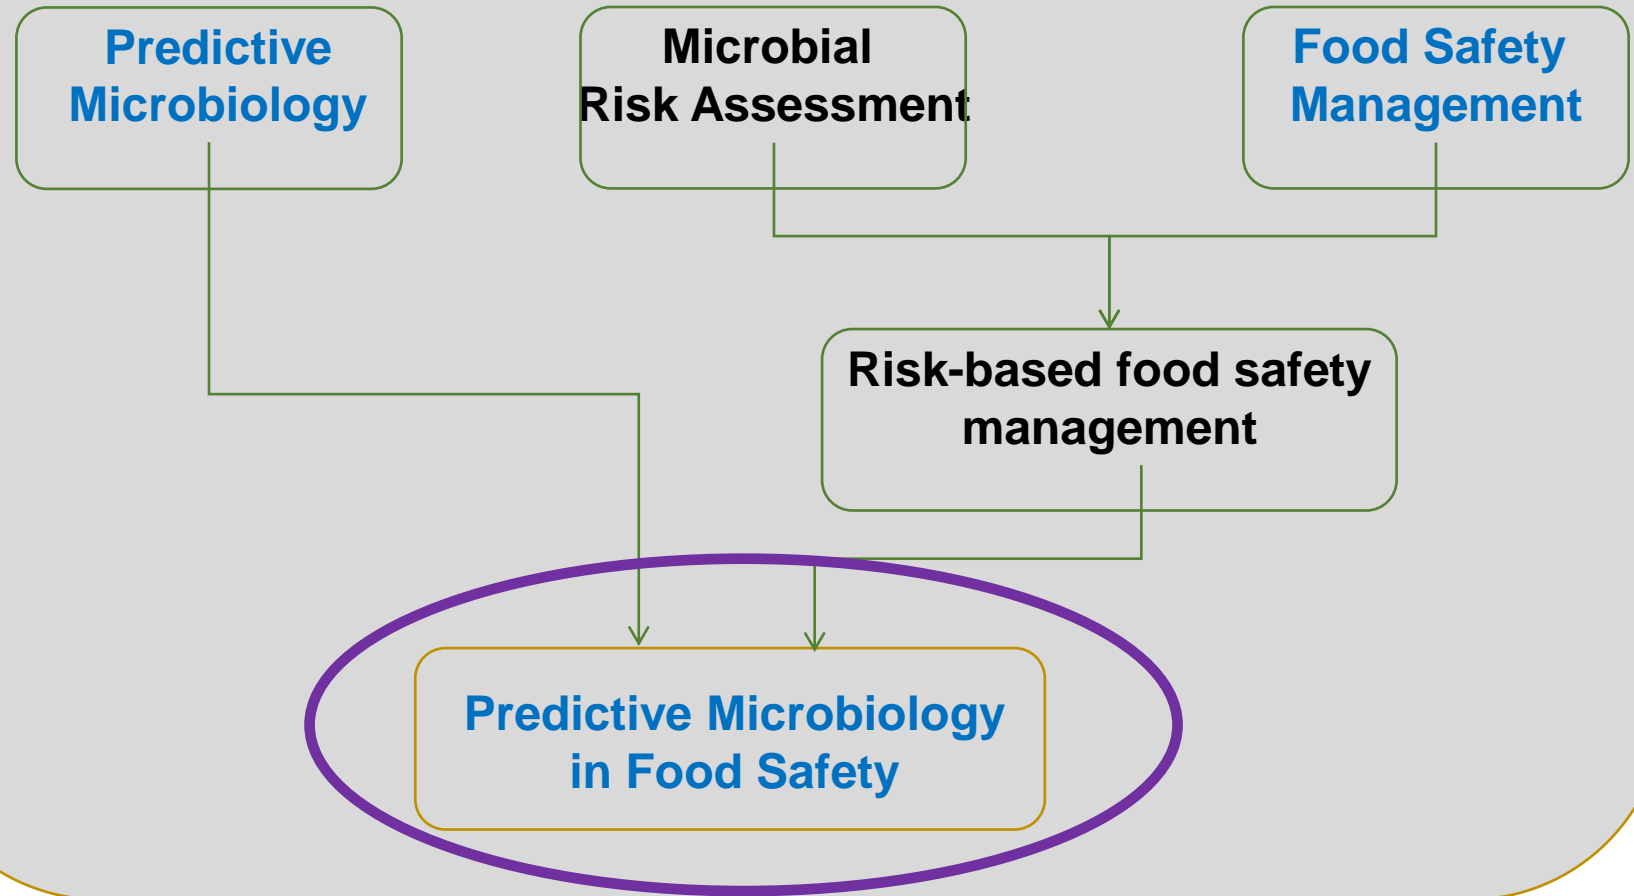 Predictive
Microbiology
Microbial
Risk Assessment
Food Safety
Management
Risk-based food safety
management
Predictive Microbiology
in Food Safety